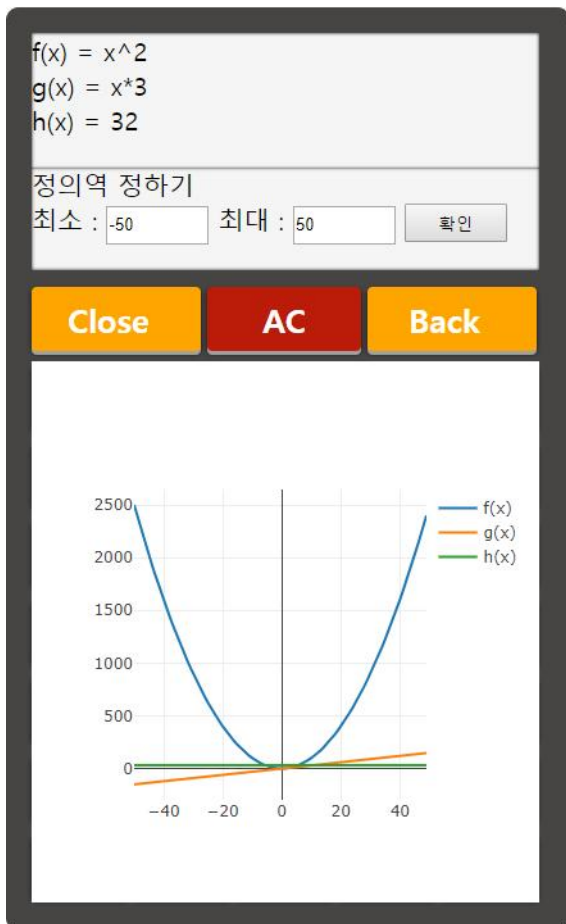 f(x) = x^2
g(x) = x*3
h(x) = 32
정의역 정하기
최소 : -50 최대 : 50 확인
Close AC Back
2500
2000
1500
1000
500
0
−40 −20 0 20 40
f(x)
g(x)
h(x)